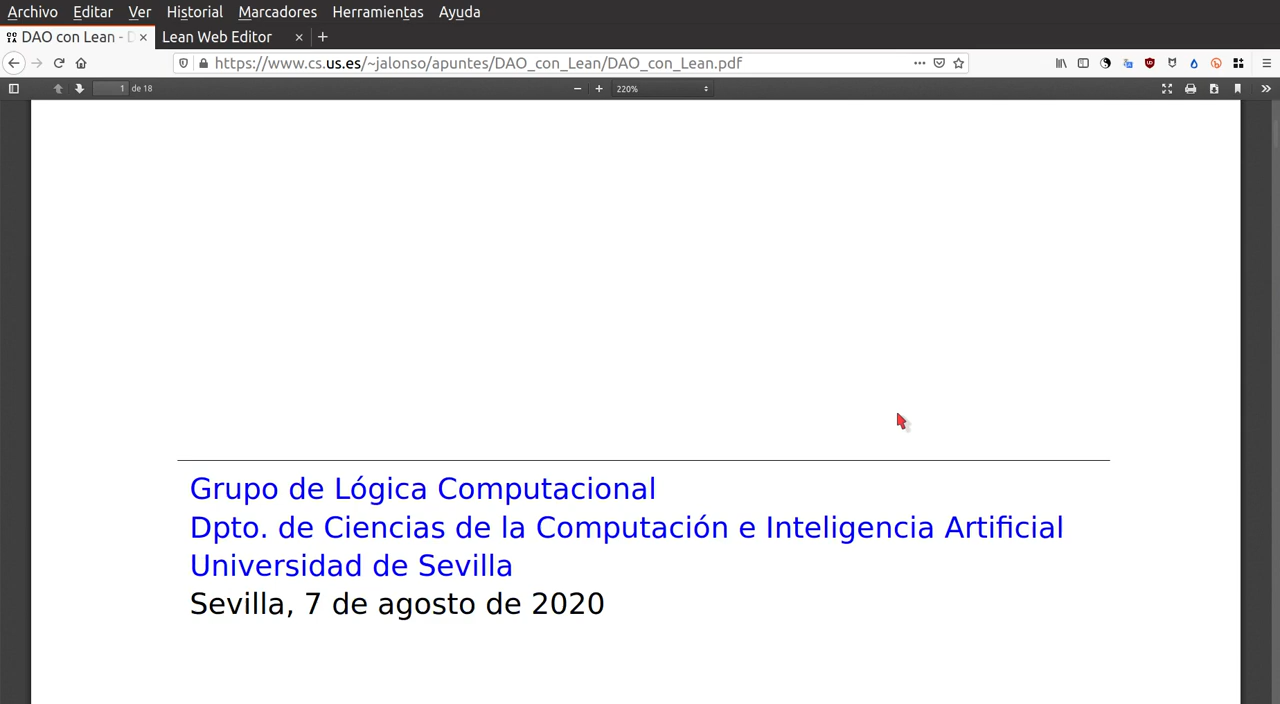 Archivo Editar Ver Historial Marcadores Herramientas Ayuda
DAO con Lean - D Lean Web Editor
https://www.cs.us.es/~jalonso/apuntes/DAO_con_Lean/DAO_con_Lean.pdf
1 de 18 220%
Grupo de Lógica Computacional
Dpto. de Ciencias de la Computación e Inteligencia Artificial
Universidad de Sevilla
Sevilla, 7 de agosto de 2020